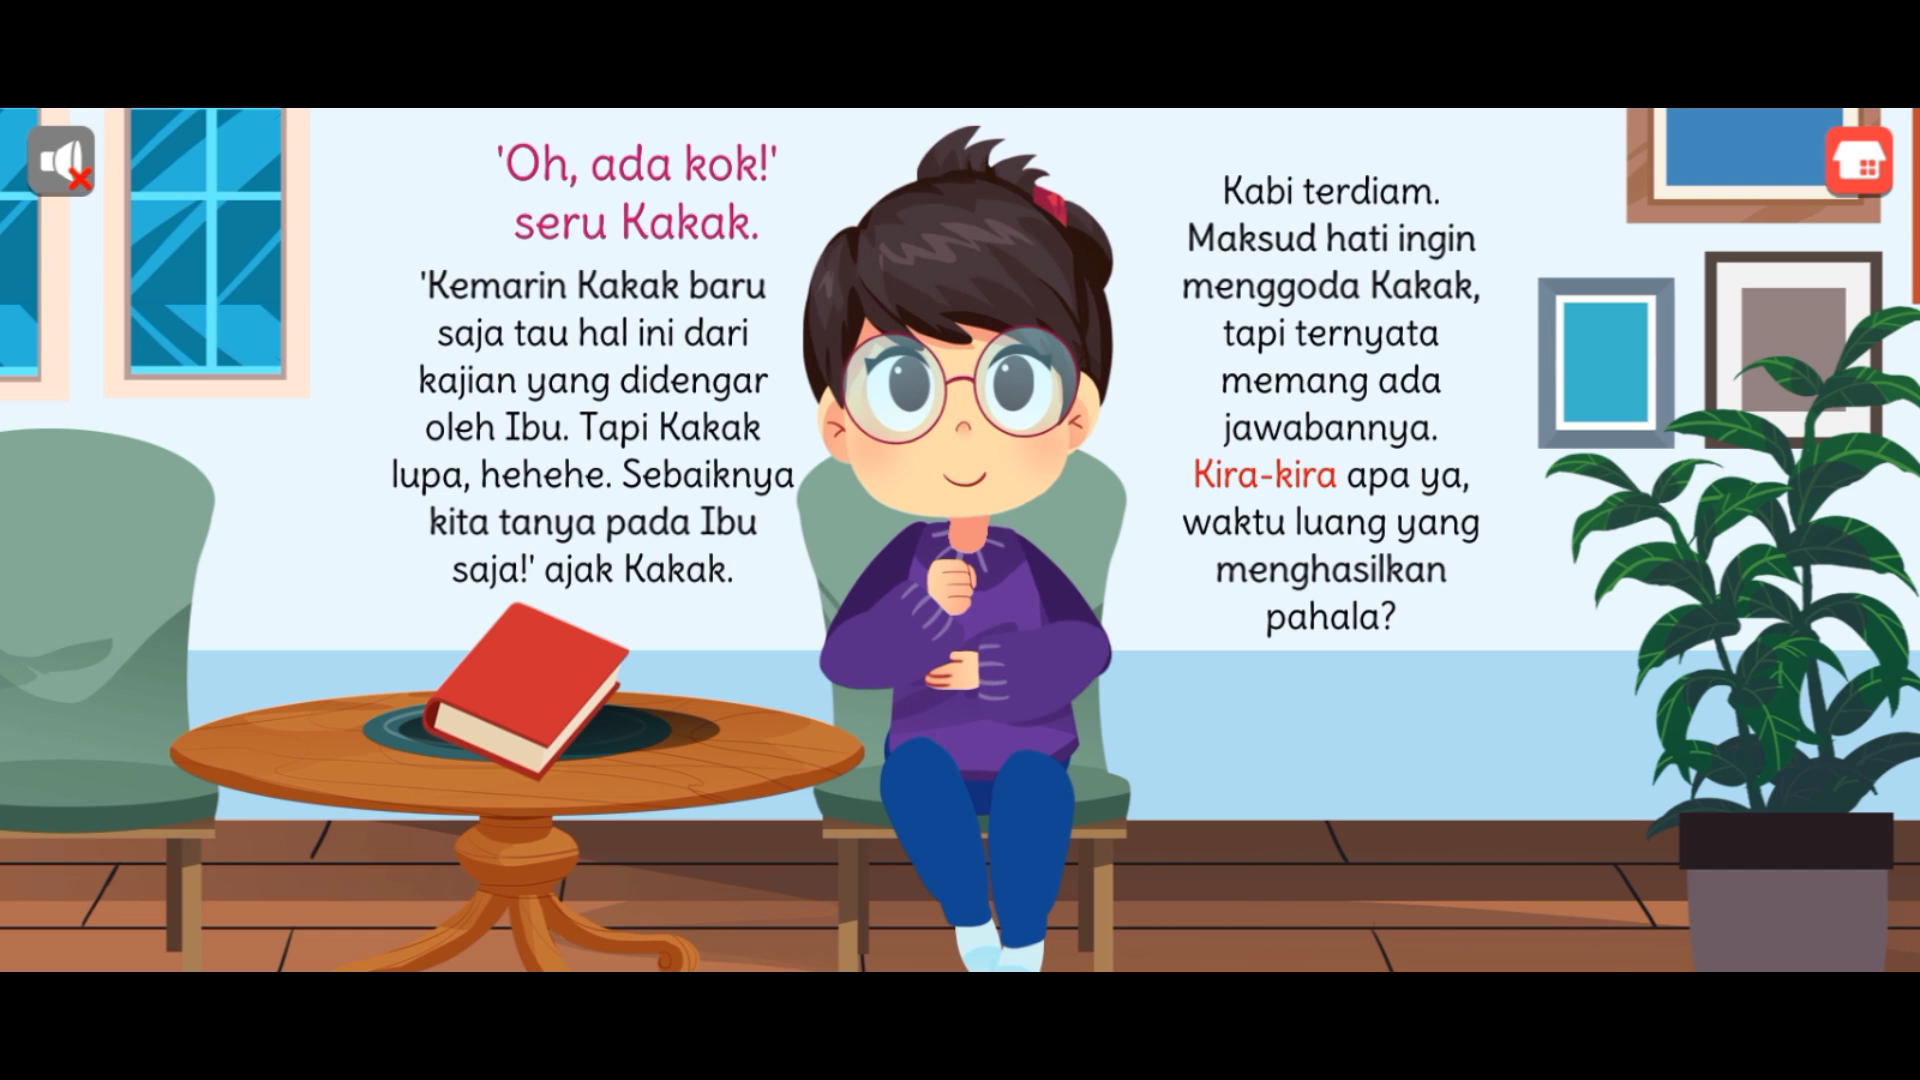 'Oh, ada kok!'
seru Kakak.
'Kemarin Kakak baru
saja tau hal ini dari
kajian yang didengar
oleh Ibu. Tapi Kakak
lupa, hehehe. Sebaiknya
kita tanya pada Ibu
saja!' ajak Kakak.
Kabi terdiam.
Maksud hati ingin
menggoda Kakak,
tapi ternyata
memang ada
jawabannya.
Kira-kira apa ya,
waktu luang yang
menghasilkan
pahala?